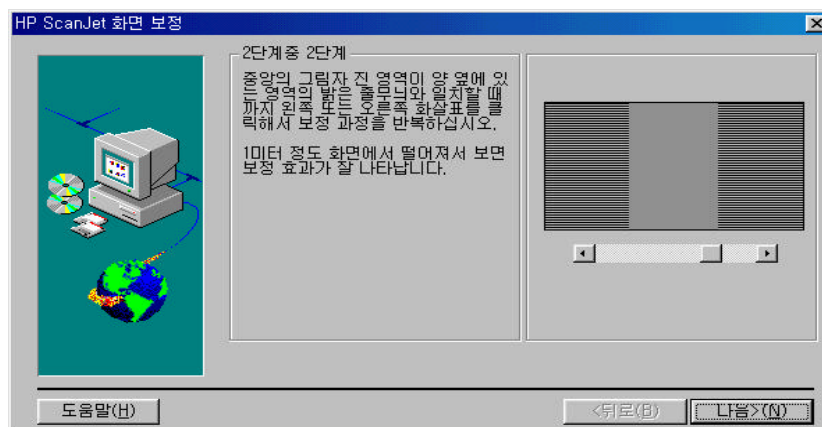 HP ScanJet 화면 보정
2단계중 2단계
중앙의 그림자 진 영역이 양 옆에 있
는 영역의 밝은 줄무늬와 일치할 때
까지 왼쪽 또는 오른쪽 화살표를 클
릭해서 보정 과정을 반복하십시오.
1미터 정도 화면에서 떨어져서 보면
보정 효과가 잘 나타납니다.
도움말(H)
<뒤로(B)
다음>(N)